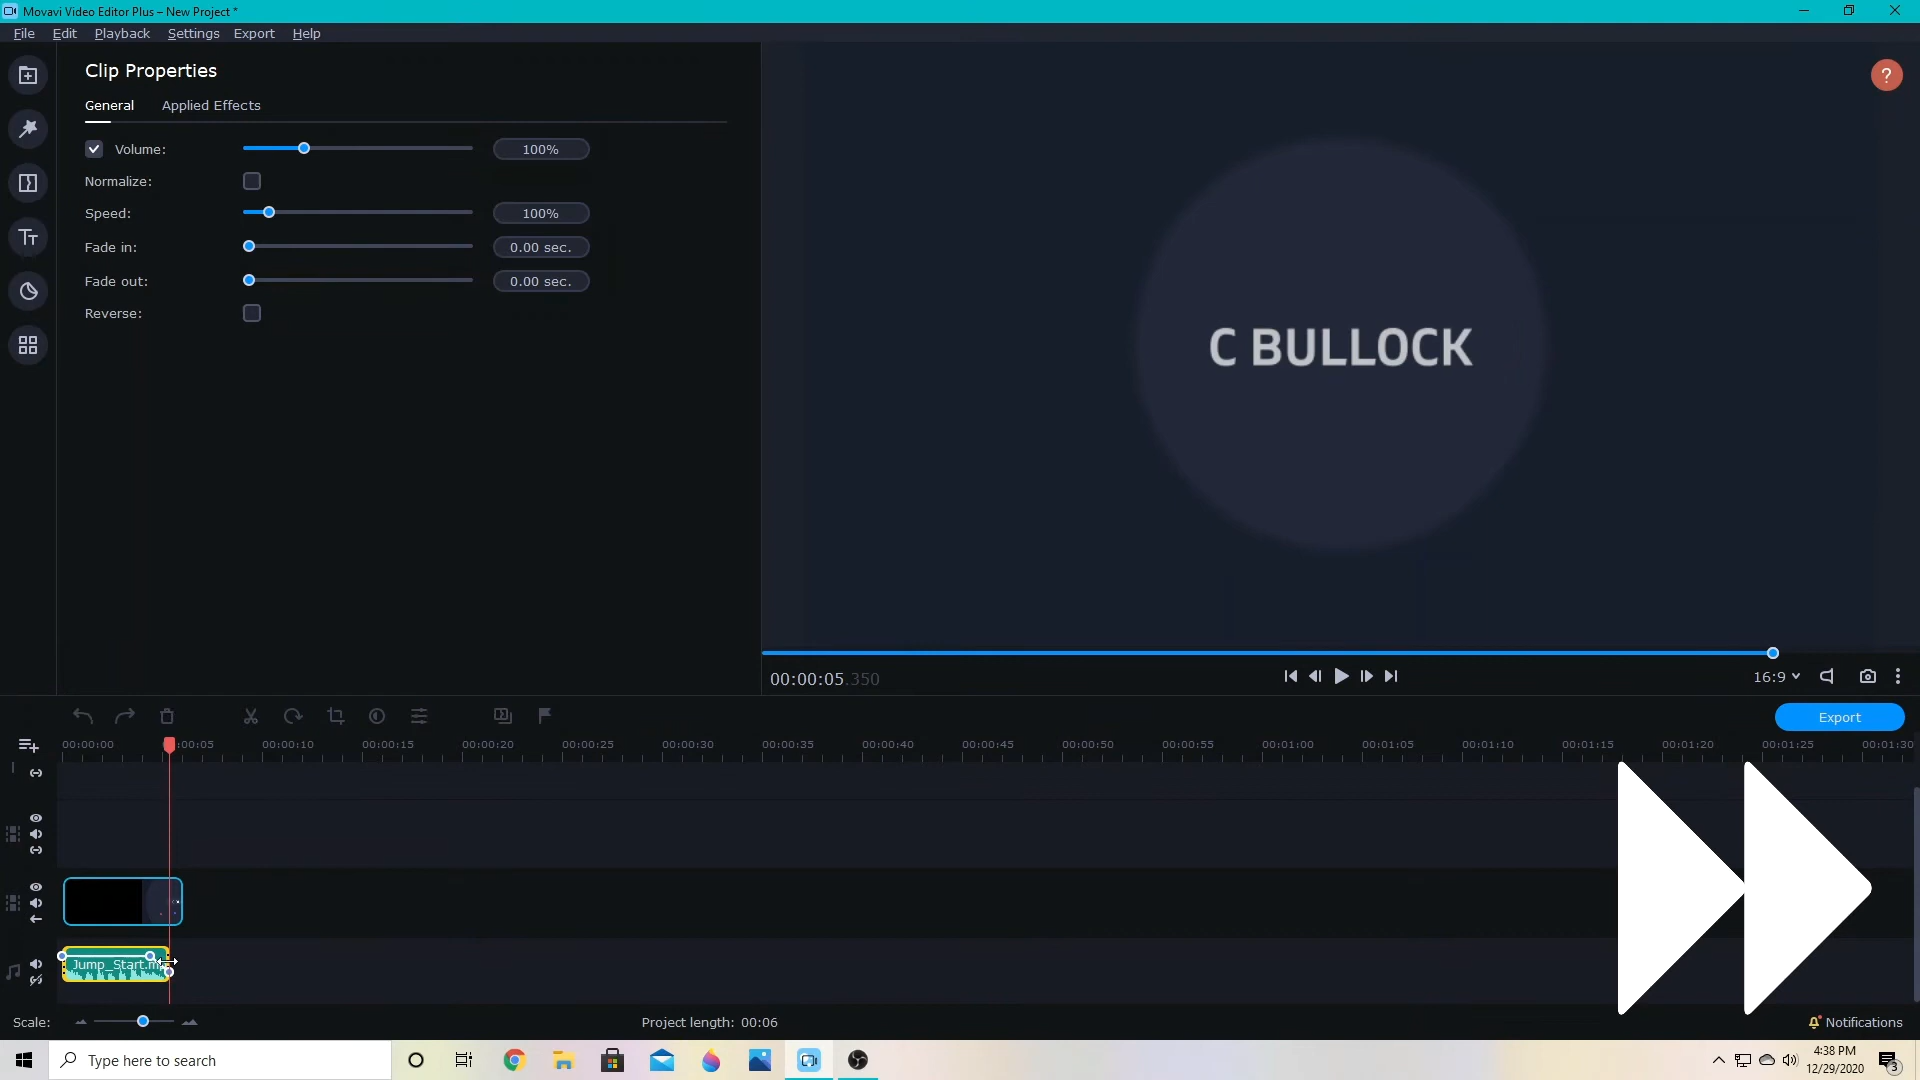 Movavi Video Editor Plus – New Project *
File Edit Playback Settings Export Help
Clip Properties
General Applied Effects
Volume: 100%
Normalize:
Speed: 100%
Fade in: 0.00 sec.
Fade out: 0.00 sec.
Reverse:
?
C BULLOCK
00:00:05.350
16:9
Export
00:00:00 00:00:05 00:00:10 00:00:15 00:00:20 00:00:25 00:00:30 00:00:35 00:00:40 00:00:45 00:00:50 00:00:55 00:01:00 00:01:05 00:01:10 00:01:15 00:01:20 00:01:25 00:01:30
Jump_Start.m
Scale:
Project length: 00:06
Notifications
Type here to search
4:38 PM
12/29/2020
3